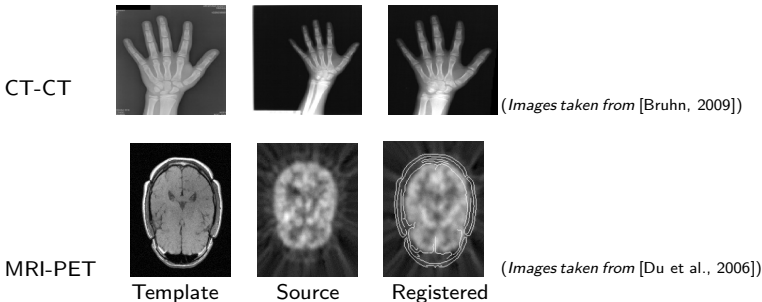 CT-CT
(Images taken from [Bruhn, 2009])
MRI-PET
(Images taken from [Du et al., 2006])
Template Source Registered